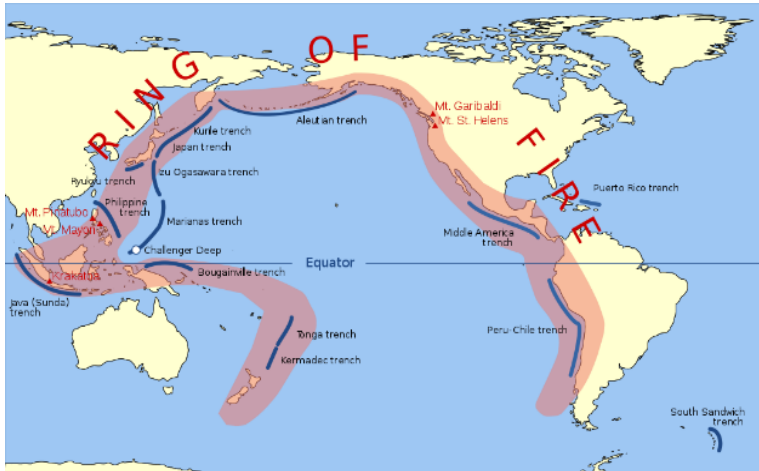 RING OF FIRE
Mt. Garibaldi
Mt. St. Helens
Aleutian trench
Kurile trench
Japan trench
Izu Ogasawara trench
Ryukyu trench
Puerto Rico trench
Philippine
trench
Mt. Pinatubo
Mt. Mayon
Marianas trench
Middle America
trench
Challenger Deep
Equator
Bougainville trench
Krakatoa
Java (Sunda)
trench
Tonga trench
Peru-Chile trench
Kermadec trench
South Sandwich
trench